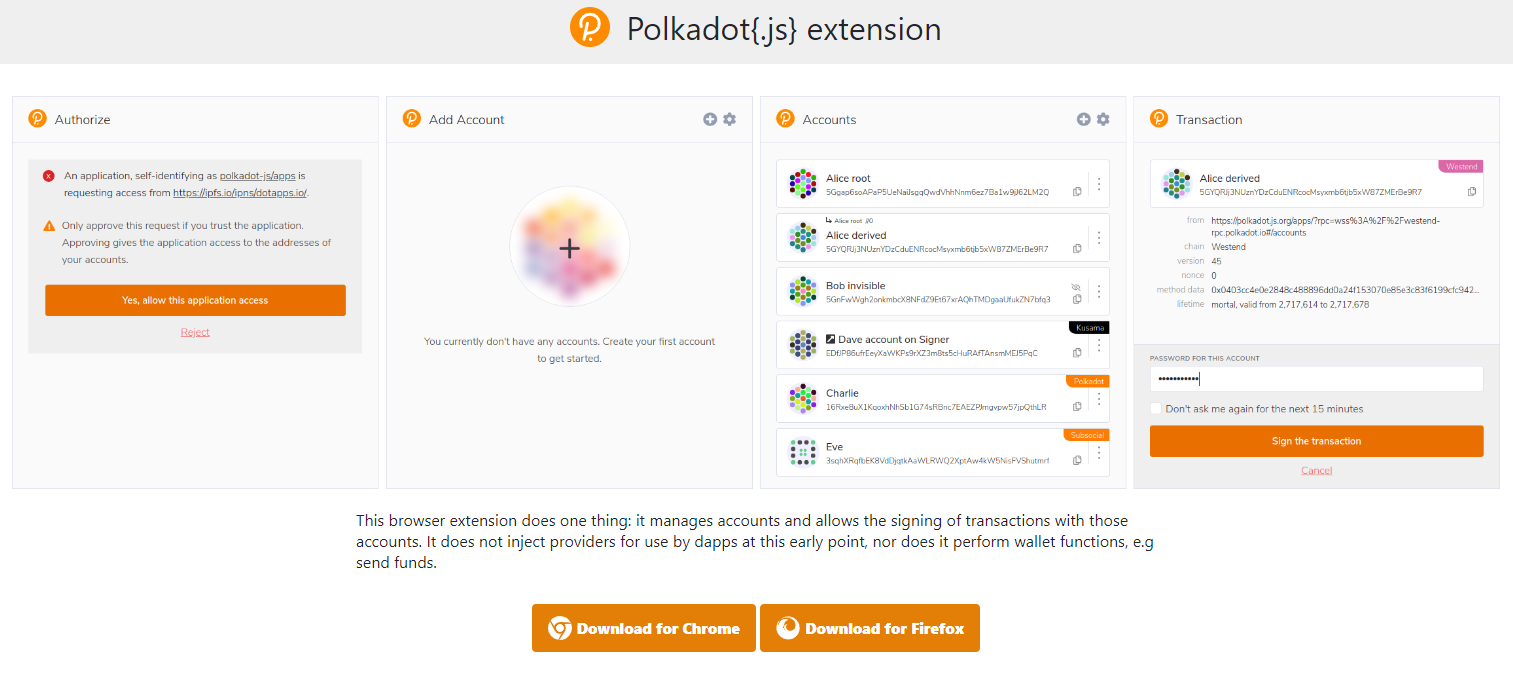 Polkadot{.js} extension
Authorize
An application, self-identifying as polkadot-js/apps is
requesting access from https://ipfs.io/ipns/dotapps.io/.
Only approve this request if you trust the application.
Approving gives the application access to the addresses of
your accounts.
Yes, allow this application access
Reject
Add Account
You currently don't have any accounts. Create your first account
to get started.
Accounts
Alice root
Alice root //0
Alice derived
5GYQRJj3NUznYDzCduENRcocMsyxmb6tjb5xW87ZMErBe9R7
Bob invisible
Kusama
Dave account on Signer
Polkadot
Charlie
Subsocial
Eve
Transaction
Westend
Alice derived
5GYQRJj3NUznYDzCduENRcocMsyxmb6tjb5xW87ZMErBe9R7
from https://polkadot.js.org/apps/?rpc=wss%3A%2F%2Fwestend-
rpc.polkadot.io#/accounts
chain Westend
version 45
nonce 0
method data 0x0403cc4e0e2848c488896dd0a24f153070e85e3c83f6199cfc942...
lifetime mortal, valid from 2,717,614 to 2,717,678
PASSWORD FOR THIS ACCOUNT
•••••••••••
Don't ask me again for the next 15 minutes
Sign the transaction
Cancel
This browser extension does one thing: it manages accounts and allows the signing of transactions with those
accounts. It does not inject providers for use by dapps at this early point, nor does it perform wallet functions, e.g
send funds.
Download for Chrome
Download for Firefox